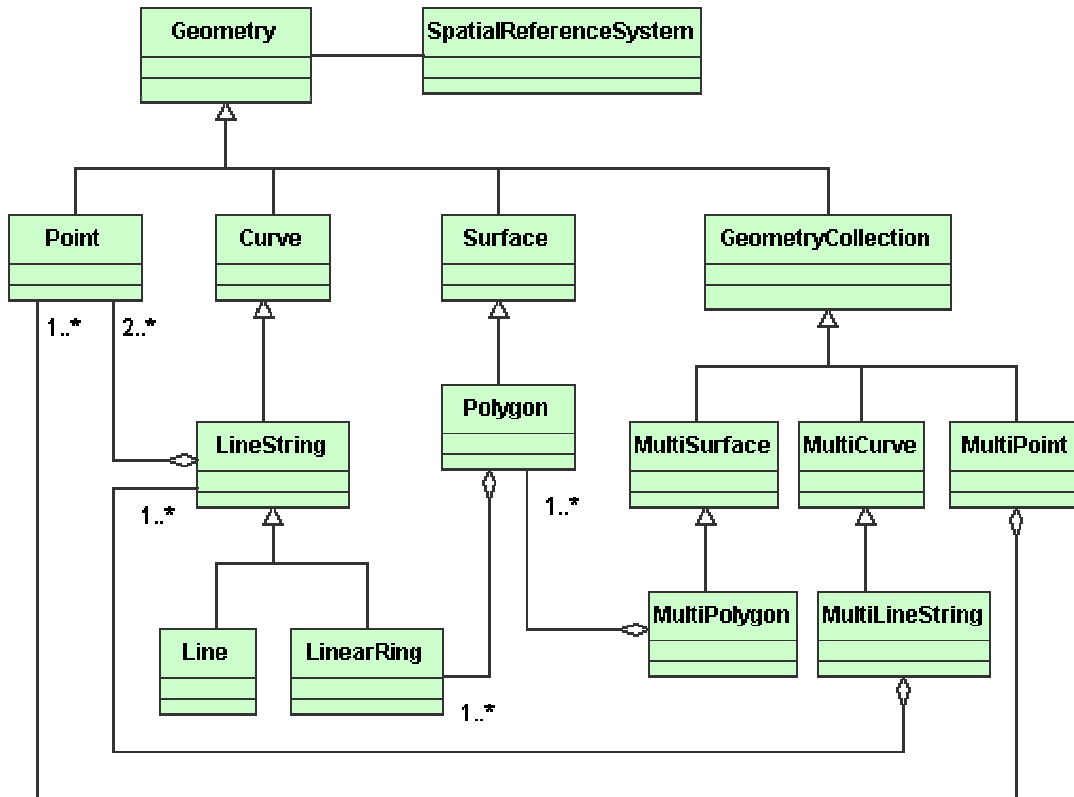 Geometry
SpatialReferenceSystem
Point
Curve
Surface
GeometryCollection
1..*
2..*
Polygon
LineString
MultiSurface
MultiCurve
MultiPoint
1..*
1..*
MultiPolygon
MultiLineString
Line
LinearRing
1..*